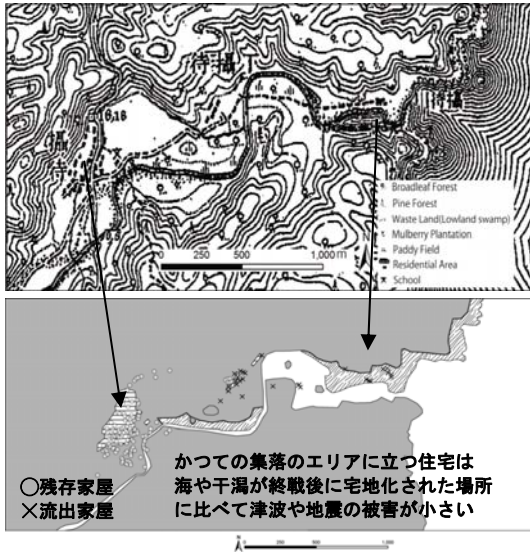 16.16
Broadleaf Forest
Pine Forest
Waste Land(Lowland swamp)
Mulberry Plantation
Paddy Field
Residential Area
School
0 250 500 1,000 m
○残存家屋
×流出家屋
かつての集落のエリアに立つ住宅は
海や干潟が終戦後に宅地化された場所
に比べて津波や地震の被害が小さい
N